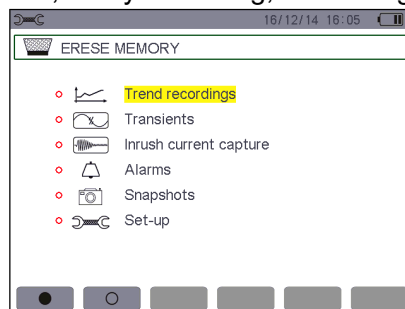 16/12/14 16:05
ERESE MEMORY
Trend recordings
Transients
Inrush current capture
Alarms
Snapshots
Set-up